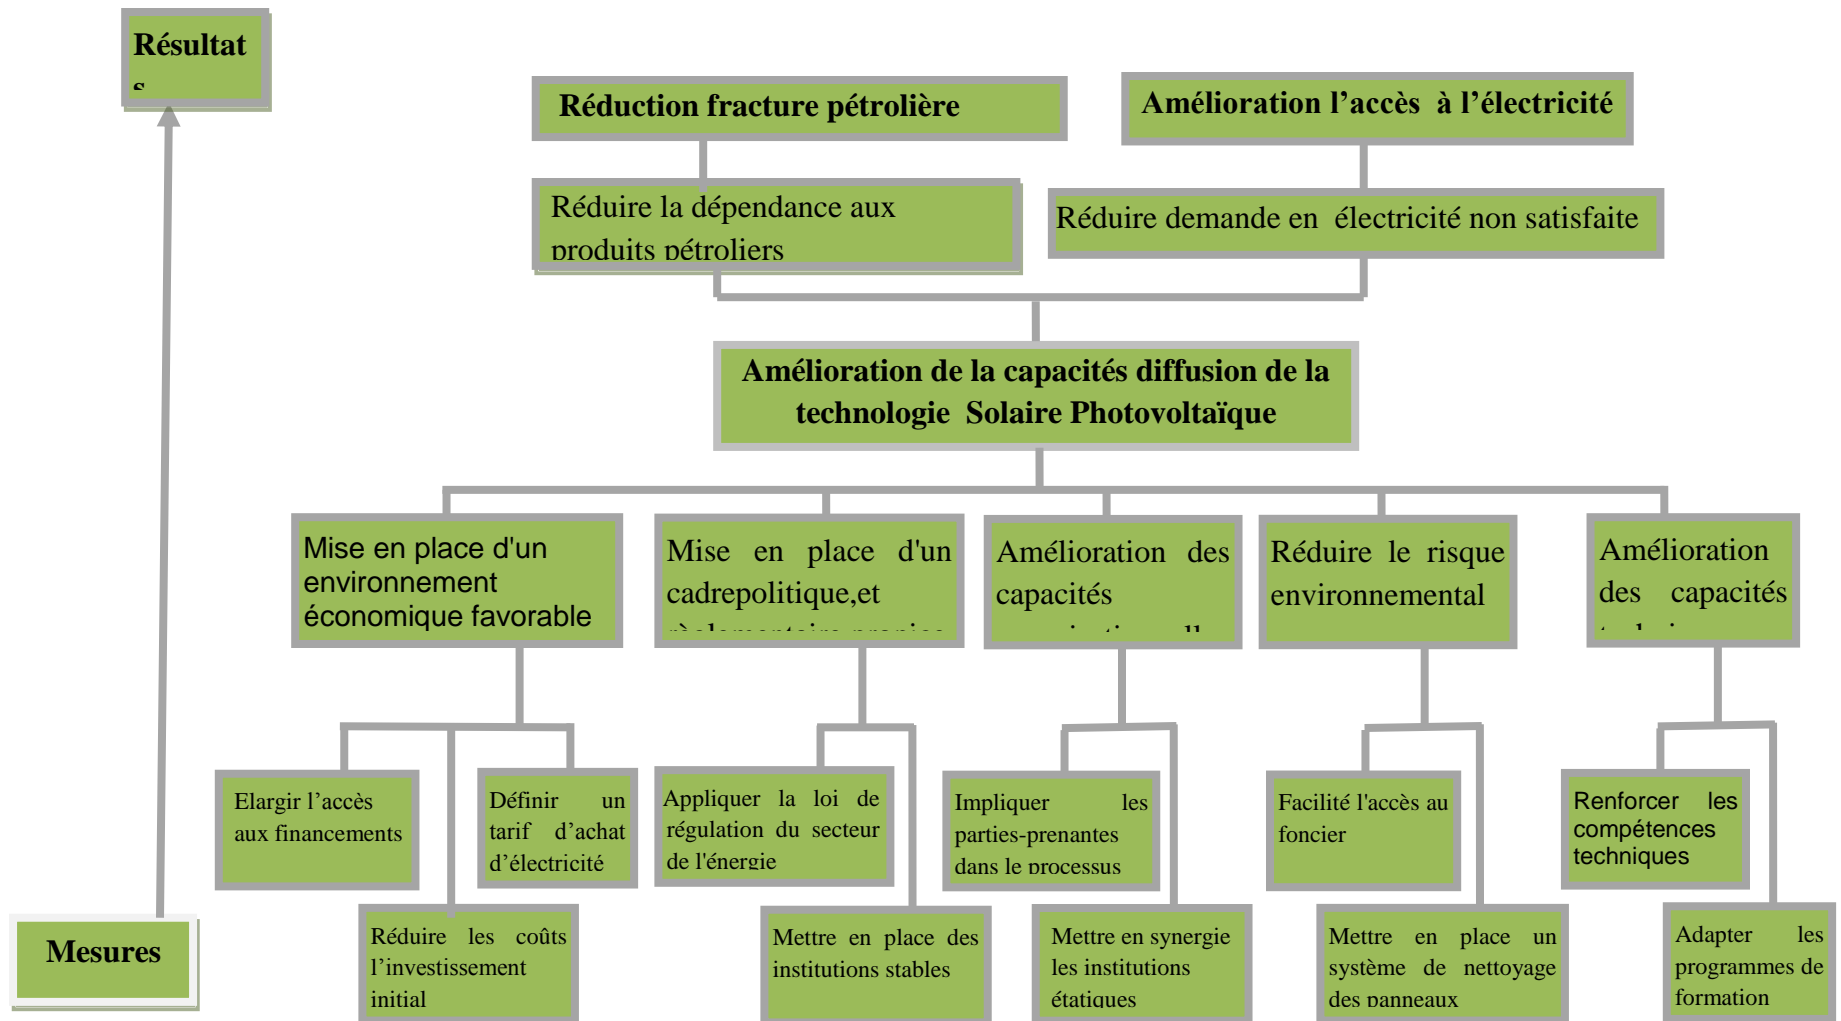 Résultat
s
Réduction fracture pétrolière
Amélioration l’accès à l’électricité
Réduire la dépendance aux
produits pétroliers
Réduire demande en électricité non satisfaite
Amélioration de la capacités diffusion de la
technologie Solaire Photovoltaïque
Mise en place d'un
environnement
économique favorable
Mise en place d'un
cadrepolitique,et
Amélioration des
capacités
Réduire le risque
environnemental
Amélioration
des capacités
Elargir l’accès
aux financements
Définir un
tarif d’achat
d’électricité
Appliquer la loi de
régulation du secteur
de l'énergie
Impliquer les
parties-prenantes
dans le processus
Facilité l'accès au
foncier
Renforcer les
compétences
techniques
Mesures
Réduire les coûts
l’investissement
initial
Mettre en place des
institutions stables
Mettre en synergie
les institutions
étatiques
Mettre en place un
système de nettoyage
des panneaux
Adapter les
programmes de
formation